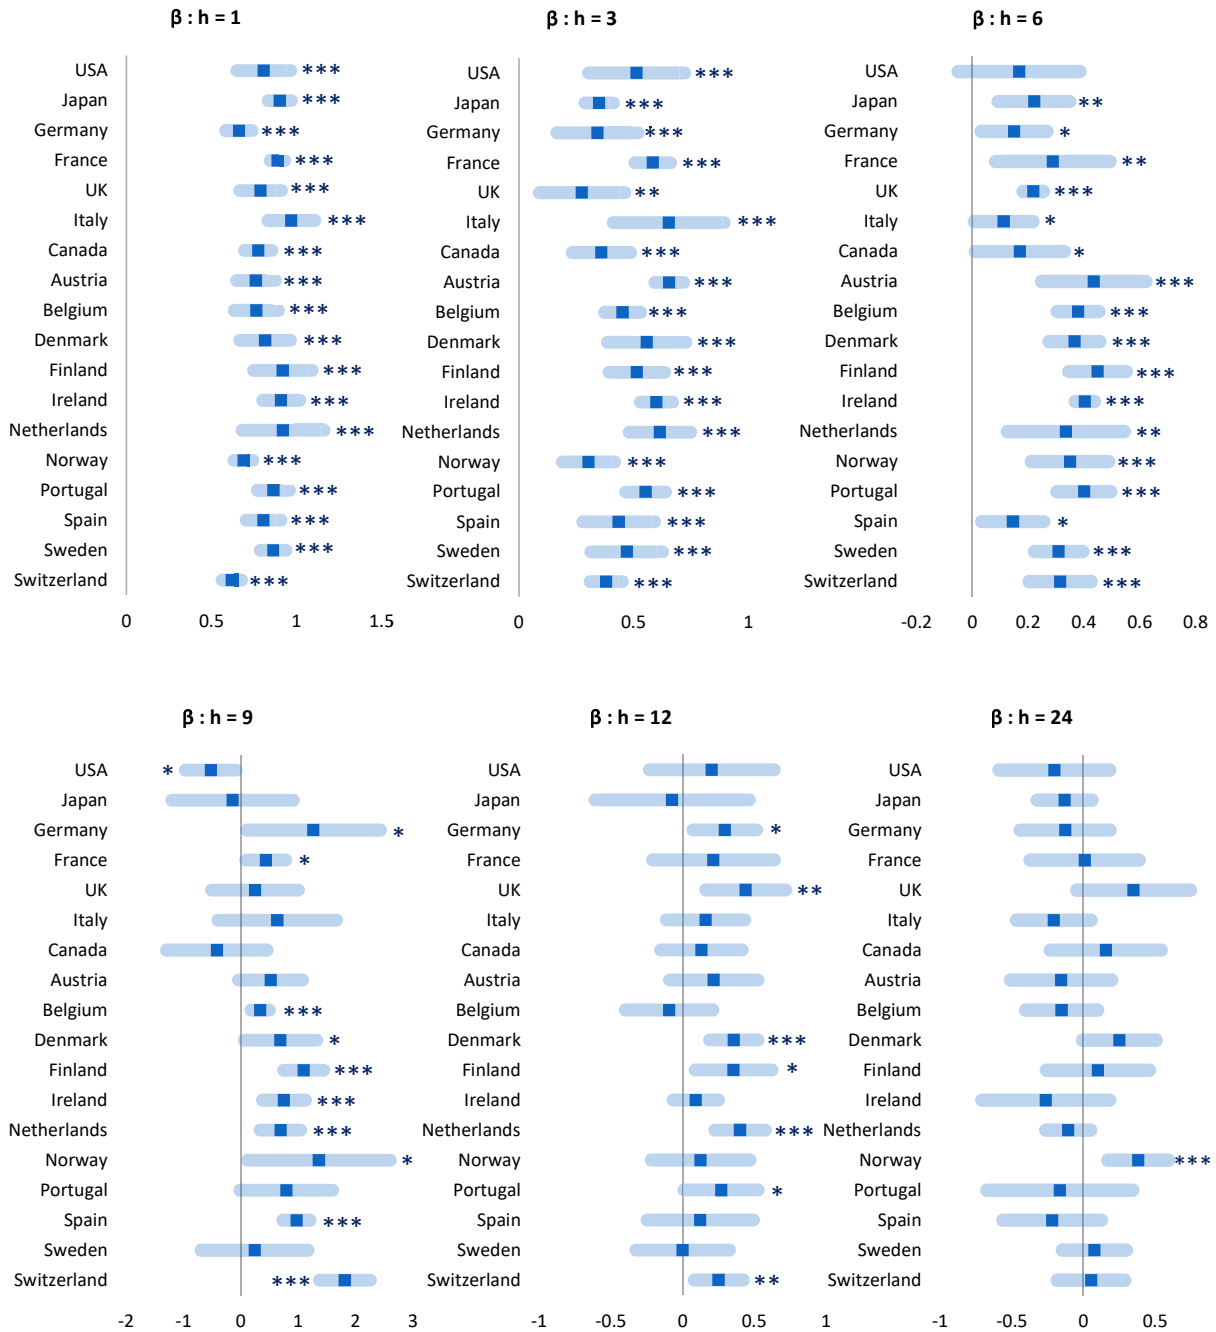 β : h = 1
USA ***
Japan ***
Germany ***
France ***
UK ***
Italy ***
Canada ***
Austria ***
Belgium ***
Denmark ***
Finland ***
Ireland ***
Netherlands ***
Norway ***
Portugal ***
Spain ***
Sweden ***
Switzerland ***
0 0.5 1 1.5
β : h = 3
USA ***
Japan ***
Germany ***
France ***
UK **
Italy ***
Canada ***
Austria ***
Belgium ***
Denmark ***
Finland ***
Ireland ***
Netherlands ***
Norway ***
Portugal ***
Spain ***
Sweden ***
Switzerland ***
0 0.5 1
β : h = 6
USA
Japan **
Germany *
France **
UK ***
Italy *
Canada *
Austria ***
Belgium ***
Denmark ***
Finland ***
Ireland ***
Netherlands **
Norway ***
Portugal ***
Spain *
Sweden ***
Switzerland ***
-0.2 0 0.2 0.4 0.6 0.8
β : h = 9
USA *
Japan
Germany *
France *
UK
Italy
Canada
Austria
Belgium ***
Denmark *
Finland ***
Ireland ***
Netherlands ***
Norway *
Portugal
Spain ***
Sweden
Switzerland ***
-2 -1 0 1 2 3
β : h = 12
USA
Japan
Germany *
France
UK **
Italy
Canada
Austria
Belgium
Denmark ***
Finland *
Ireland
Netherlands ***
Norway
Portugal *
Spain
Sweden
Switzerland **
-1 -0.5 0 0.5 1
β : h = 24
USA
Japan
Germany
France
UK
Italy
Canada
Austria
Belgium
Denmark
Finland
Ireland
Netherlands
Norway ***
Portugal
Spain
Sweden
Switzerland
-1 -0.5 0 0.5